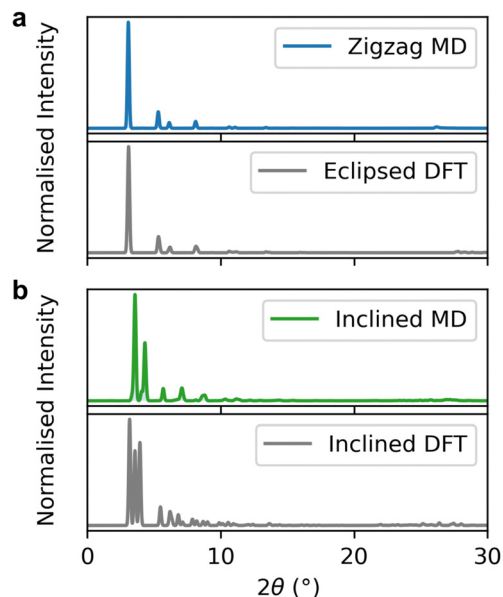 a
Normalised Intensity
Zigzag MD
Eclipsed DFT
b
Normalised Intensity
Inclined MD
Inclined DFT
0 10 20 30
2θ (°)